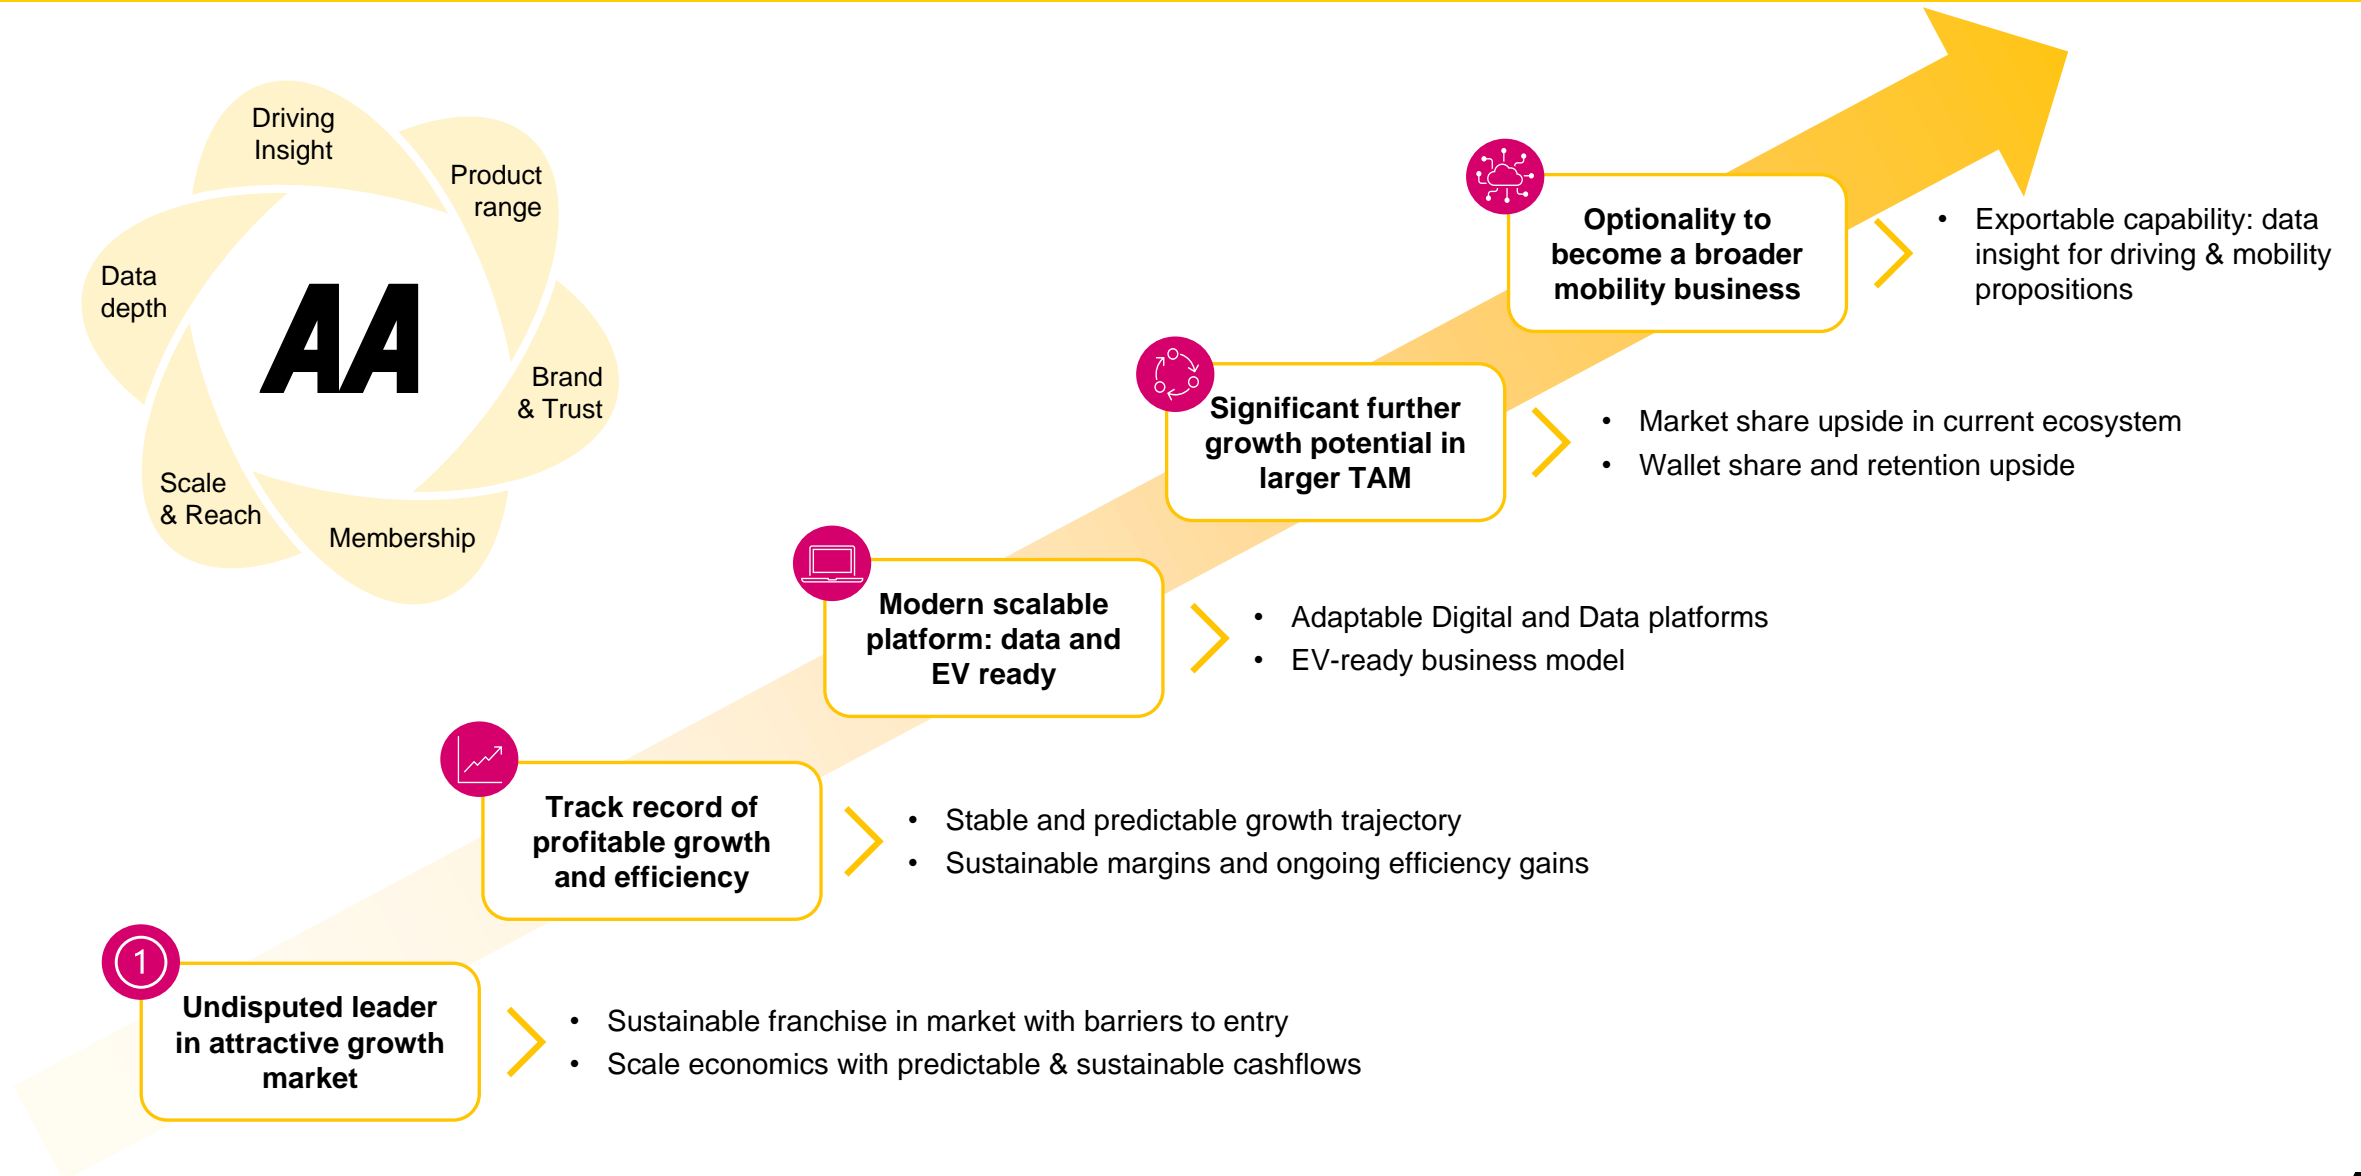 Driving
Insight
Product
range
Data
depth
AA
Brand
& Trust
Scale
& Reach
Membership
Optionality to
become a broader
mobility business
• Exportable capability: data
insight for driving & mobility
propositions
Significant further
growth potential in
larger TAM
• Market share upside in current ecosystem
• Wallet share and retention upside
Modern scalable
platform: data and
EV ready
• Adaptable Digital and Data platforms
• EV-ready business model
Track record of
profitable growth
and efficiency
• Stable and predictable growth trajectory
• Sustainable margins and ongoing efficiency gains
1
Undisputed leader
in attractive growth
market
• Sustainable franchise in market with barriers to entry
• Scale economics with predictable & sustainable cashflows